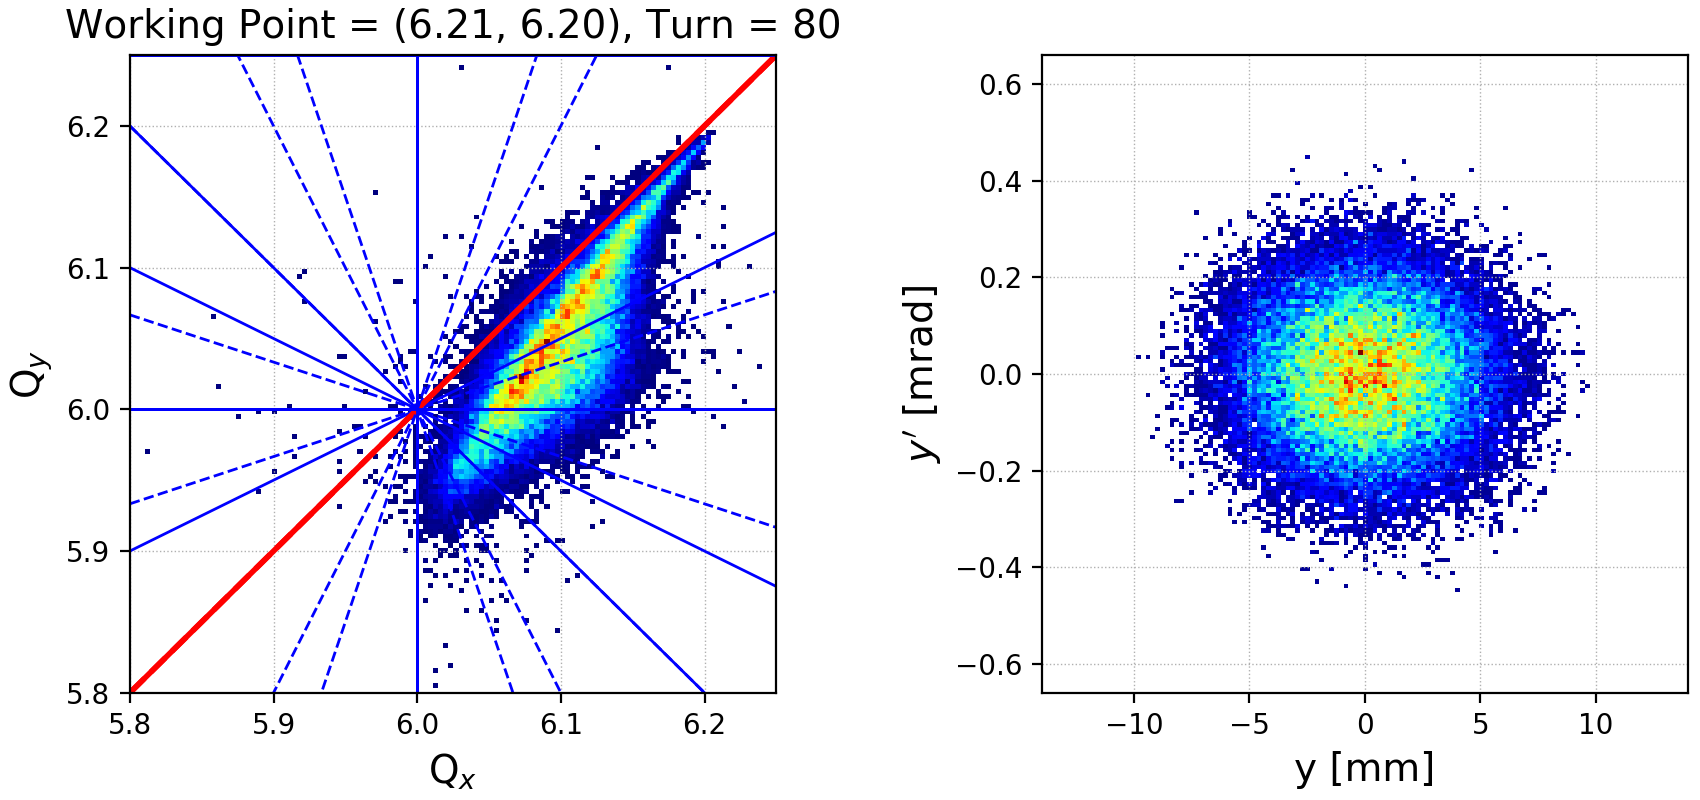 Working Point = (6.21, 6.20), Turn = 80
6.2
6.1
6.0
5.9
5.8
Q_y
5.8 5.9 6.0 6.1 6.2
Q_x
0.6
0.4
0.2
0.0
−0.2
−0.4
−0.6
y′ [mrad]
−10 −5 0 5 10
y [mm]